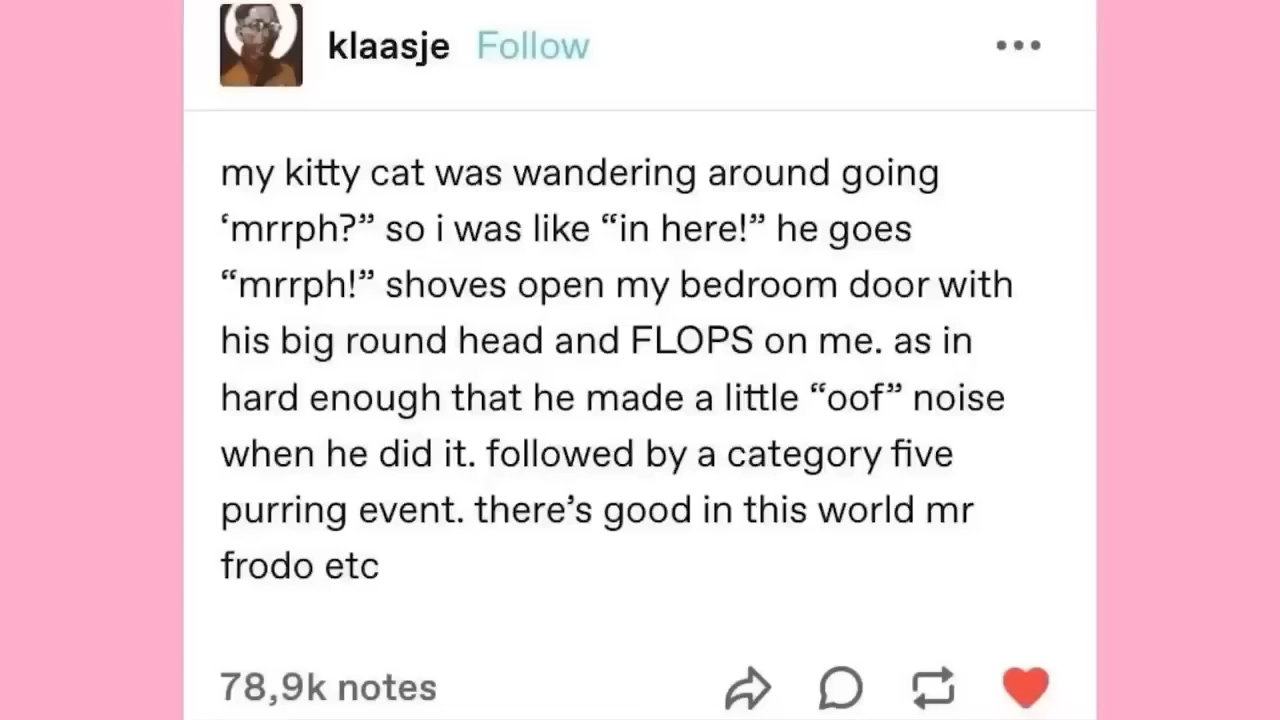 klaasje Follow
my kitty cat was wandering around going
‘mrrph?” so i was like “in here!” he goes
“mrrph!” shoves open my bedroom door with
his big round head and FLOPS on me. as in
hard enough that he made a little “oof” noise
when he did it. followed by a category five
purring event. there’s good in this world mr
frodo etc
78,9k notes